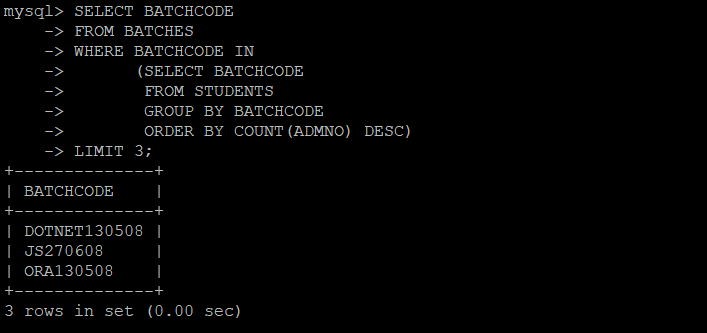 mysql> SELECT BATCHCODE
    -> FROM BATCHES
    -> WHERE BATCHCODE IN
    ->       (SELECT BATCHCODE
    ->        FROM STUDENTS
    ->        GROUP BY BATCHCODE
    ->        ORDER BY COUNT(ADMNO) DESC)
    -> LIMIT 3;
+--------------+
| BATCHCODE    |
+--------------+
| DOTNET130508 |
| JS270608     |
| ORA130508    |
+--------------+
3 rows in set (0.00 sec)